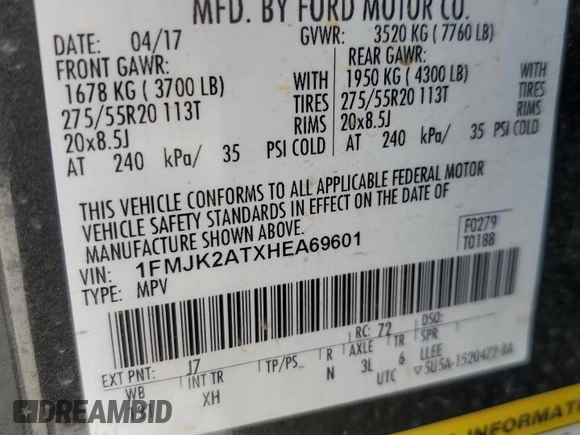 MFD. BY FORD MOTOR CO.
DATE: 04/17 GVWR: 3520 KG ( 7760 LB)
FRONT GAWR: REAR GAWR:
1678 KG ( 3700 LB) WITH 1950 KG ( 4300 LB) WITH
275/55R20 113T TIRES 275/55R20 113T TIRES
20x8.5J RIMS 20x8.5J RIMS
AT 240 kPa/ 35 PSI COLD AT 240 kPa/ 35 PSI COLD
THIS VEHICLE CONFORMS TO ALL APPLICABLE FEDERAL MOTOR
VEHICLE SAFETY STANDARDS IN EFFECT ON THE DATE OF
MANUFACTURE SHOWN ABOVE.
F0279
T0188
VIN: 1FMJK2ATXHEA69601
TYPE: MPV
EXT PNT: J7 RC: 72 DSO:
WB INT TR TP/PS R AXLE TR SPR
131 XH N 3L 6 LLEE
UTC 5U5A-1520472-BA
INFORMATION
DREAMBID